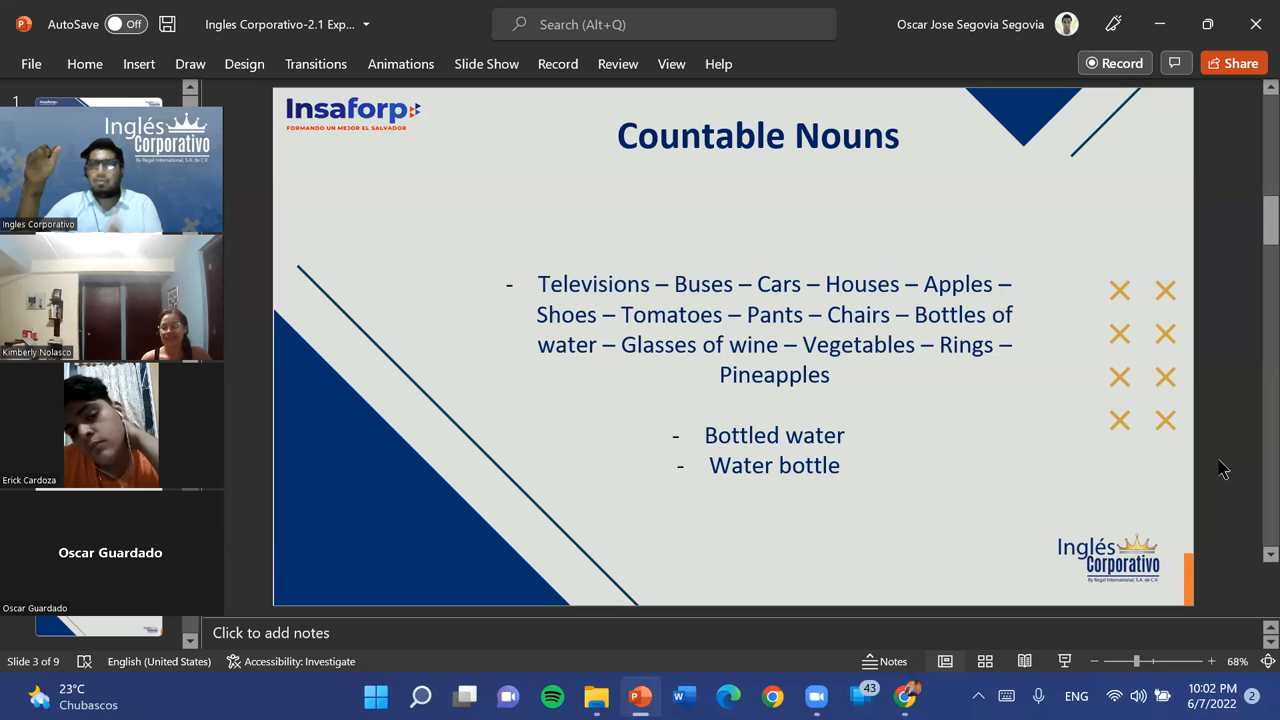 AutoSave Off Ingles Corporativo-2.1 Exp... Search (Alt+Q) Oscar Jose Segovia Segovia
File Home Insert Draw Design Transitions Animations Slide Show Record Review View Help Record Share
1
Inglés
Corporativo
By Regal International, S.A. de C.V.
Ingles Corporativo
Kimberly Nolasco
Erick Cardoza
Oscar Guardado
Oscar Guardado
Insaforp
FORMANDO UN MEJOR EL SALVADOR
Countable Nouns
- Televisions – Buses – Cars – Houses – Apples –
Shoes – Tomatoes – Pants – Chairs – Bottles of
water – Glasses of wine – Vegetables – Rings –
Pineapples
- Bottled water
- Water bottle
Inglés
Corporativo
By Regal International, S.A. de C.V.
Click to add notes
Slide 3 of 9 English (United States) Accessibility: Investigate Notes 68%
23°C
Chubascos
43
ENG
10:02 PM
6/7/2022
2